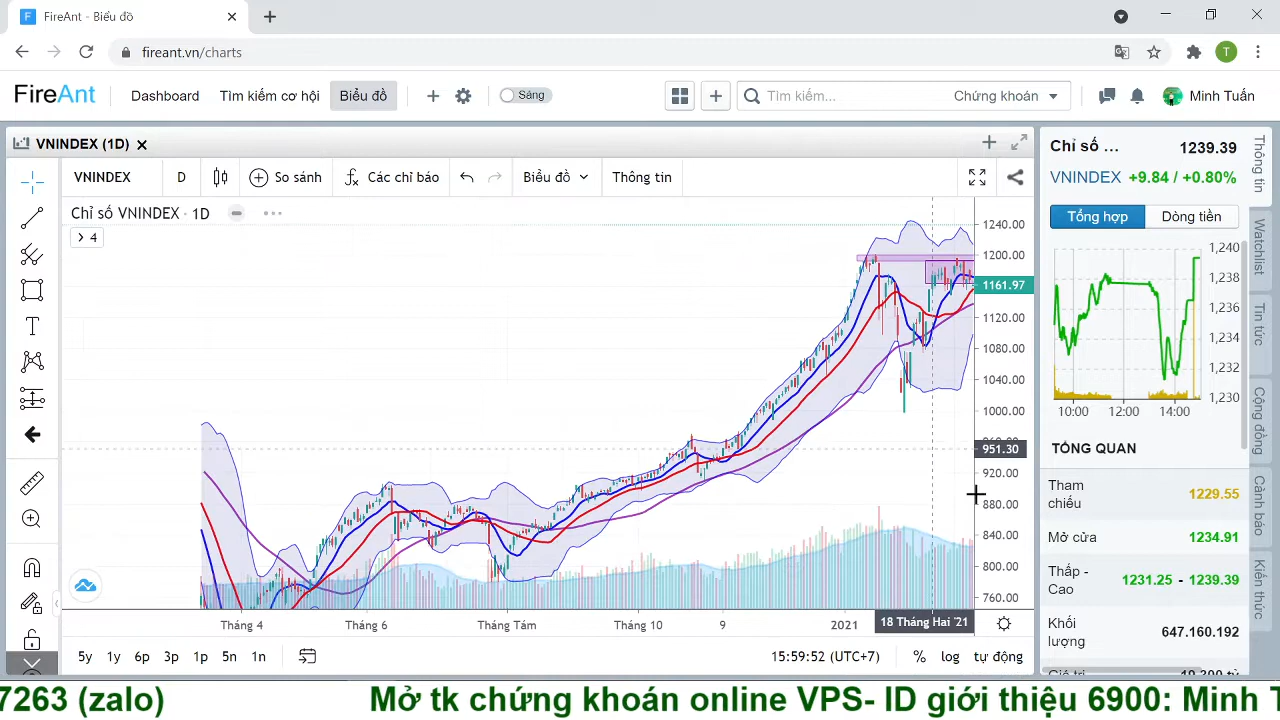 FireAnt - Biểu đồ
fireant.vn/charts
T
FireAnt
Dashboard
Tìm kiếm cơ hội
Biểu đồ
Sáng
Tìm kiếm...
Chứng khoán
Minh Tuấn
VNINDEX (1D)
VNINDEX
D
So sánh
Các chỉ báo
Biểu đồ
Thông tin
Chỉ số VNINDEX · 1D
4
1240.00
1200.00
1161.97
1120.00
1080.00
1040.00
1000.00
951.30
920.00
880.00
840.00
800.00
760.00
Tháng 4
Tháng 6
Tháng Tám
Tháng 10
9
2021
18 Tháng Hai '21
5y 1y 6p 3p 1p 5n 1n
15:59:52 (UTC+7)
% log tự động
Chỉ số ...
1239.39
VNINDEX +9.84 / +0.80%
Tổng hợp
Dòng tiền
1,240
1,238
1,236
1,234
1,232
1,230
10:00 12:00 14:00
TỔNG QUAN
Tham chiếu
1229.55
Mở cửa
1234.91
Thấp - Cao
1231.25 - 1239.39
Khối lượng
647.160.192
Thông tin
Watchlist
Tin tức
Cộng đồng
Cảnh báo
Kiến thức
7263 (zalo)
Mở tk chứng khoán online VPS- ID giới thiệu 6900: Minh T